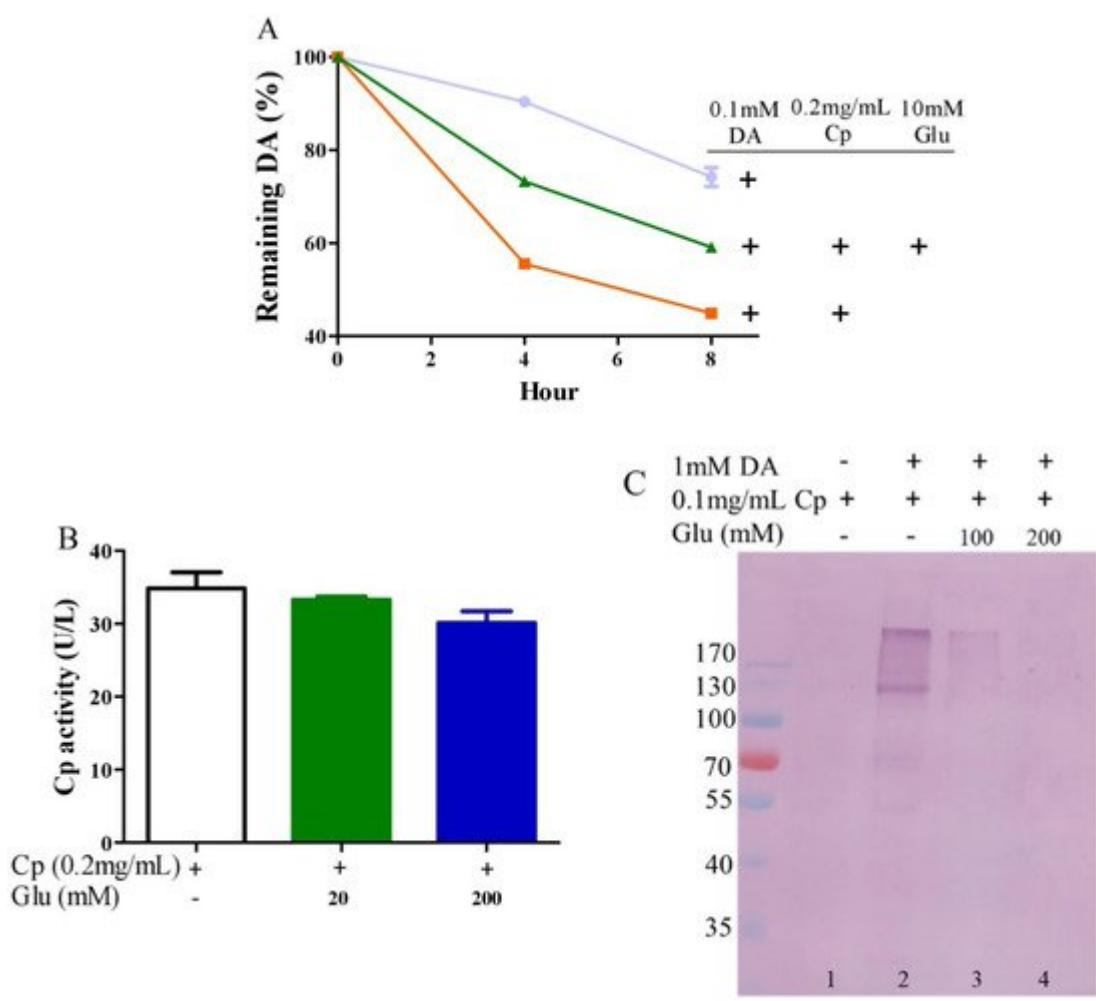 A
Remaining DA (%)
100
80
60
40
0 2 4 6 8
Hour
0.1mM 0.2mg/mL 10mM
DA Cp Glu
+
+ + +
+ +
B
Cp activity (U/L)
40
30
20
10
0
Cp (0.2mg/mL) + + +
Glu (mM) - 20 200
C
1mM DA - + + +
0.1mg/mL Cp + + + +
Glu (mM) - - 100 200
170
130
100
70
55
40
35
1 2 3 4